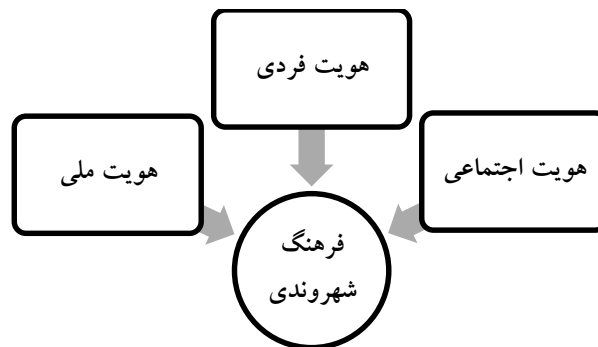 هویت فردی
هویت اجتماعی
هویت ملی
فرهنگ
شهروندی